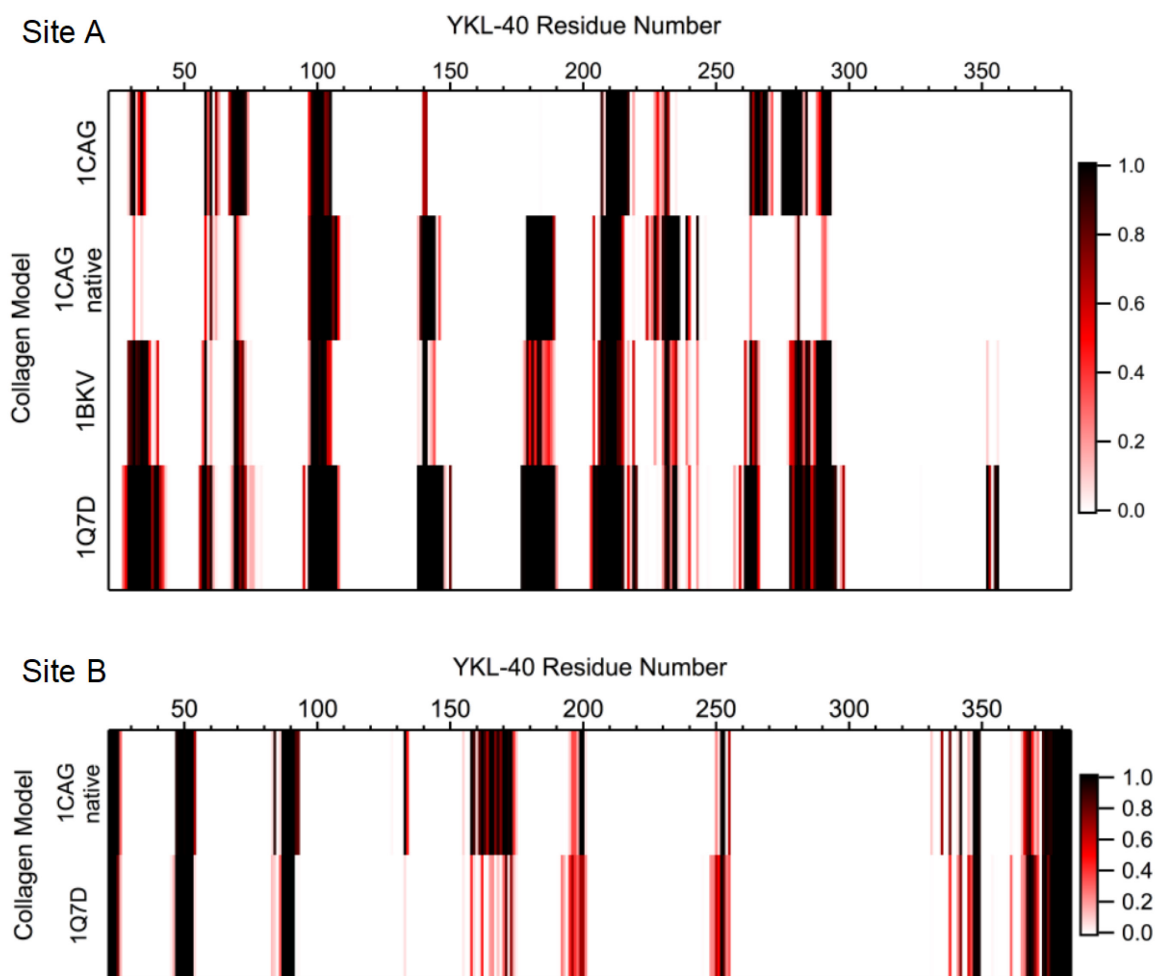 Site A
YKL-40 Residue Number
50 100 150 200 250 300 350
Collagen Model
1CAG
1CAG
native
1BKV
1Q7D
1.0
0.8
0.6
0.4
0.2
0.0
Site B
YKL-40 Residue Number
50 100 150 200 250 300 350
Collagen Model
1CAG
native
1Q7D
1.0
0.8
0.6
0.4
0.2
0.0